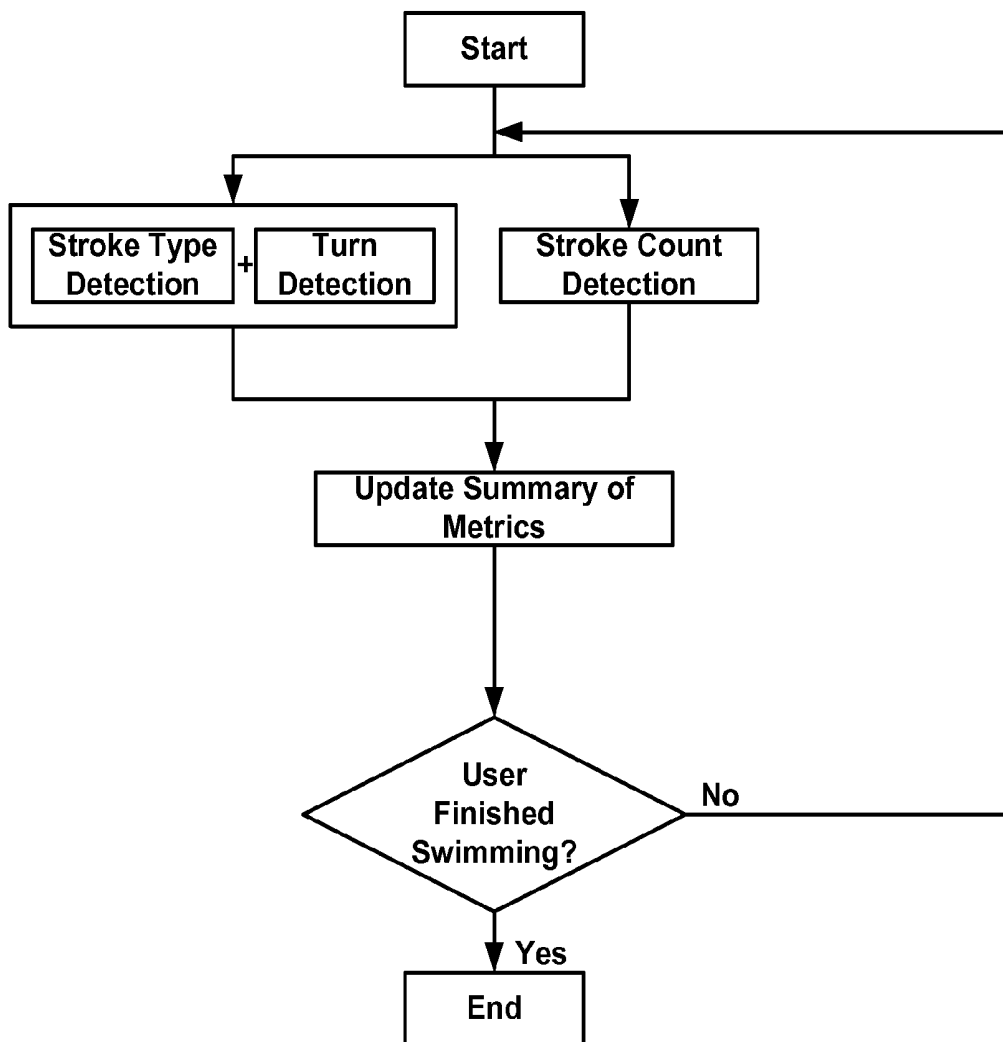 Start
Stroke Type
Detection
+
Turn
Detection
Stroke Count
Detection
Update Summary of
Metrics
User
Finished
Swimming?
No
Yes
End